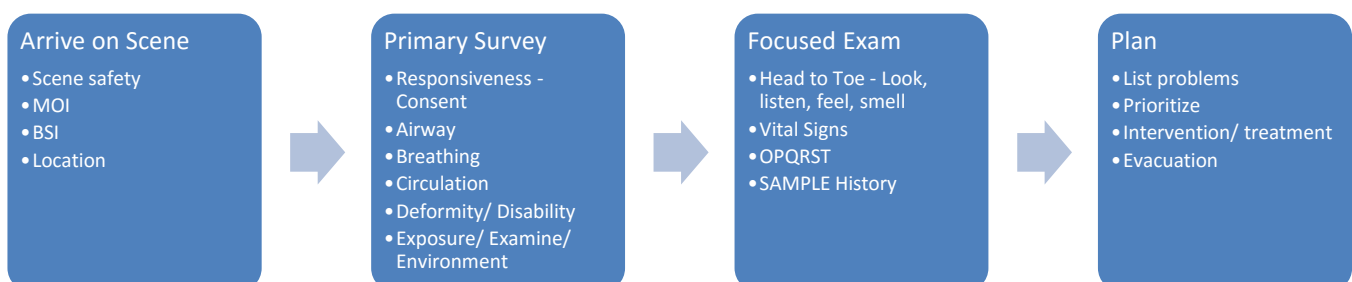 Arrive on Scene
•Scene safety
•MOI
•BSI
•Location
Primary Survey
•Responsiveness -
Consent
•Airway
•Breathing
•Circulation
•Deformity/ Disability
•Exposure/ Examine/
Environment
Focused Exam
•Head to Toe - Look,
listen, feel, smell
•Vital Signs
•OPQRST
•SAMPLE History
Plan
•List problems
•Prioritize
•Intervention/ treatment
•Evacuation